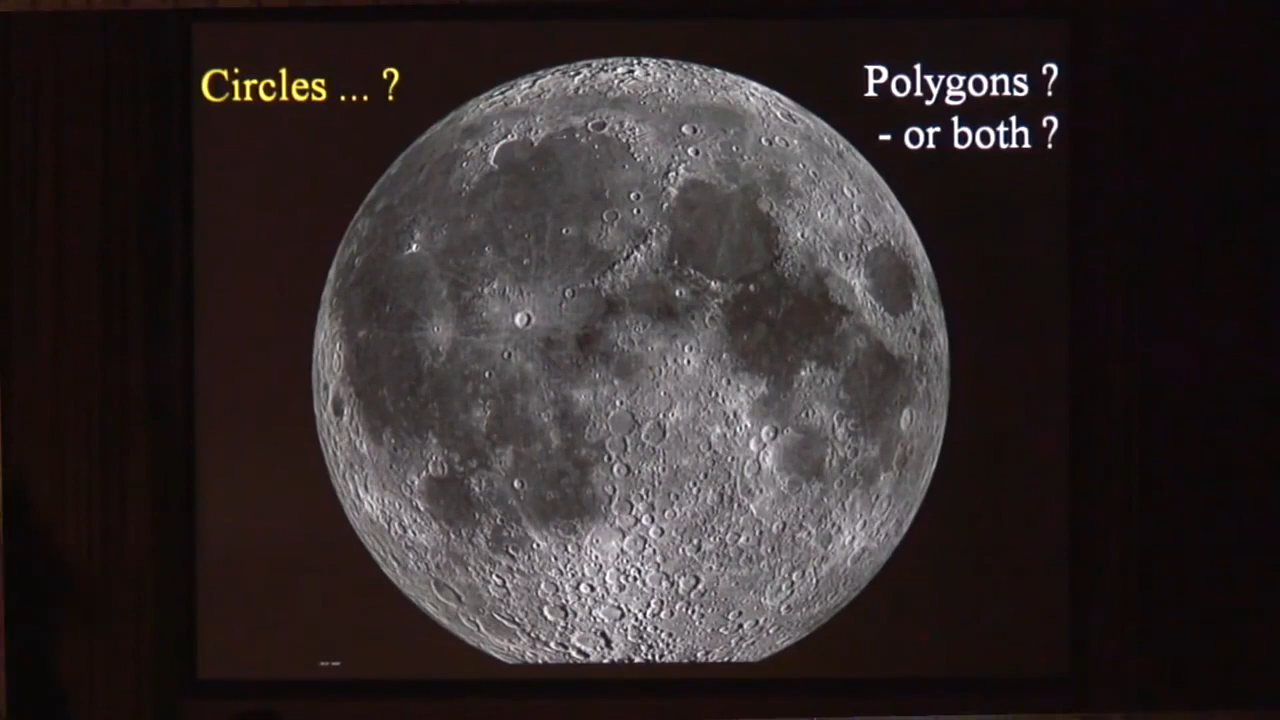 Circles ... ?
Polygons ?
- or both ?